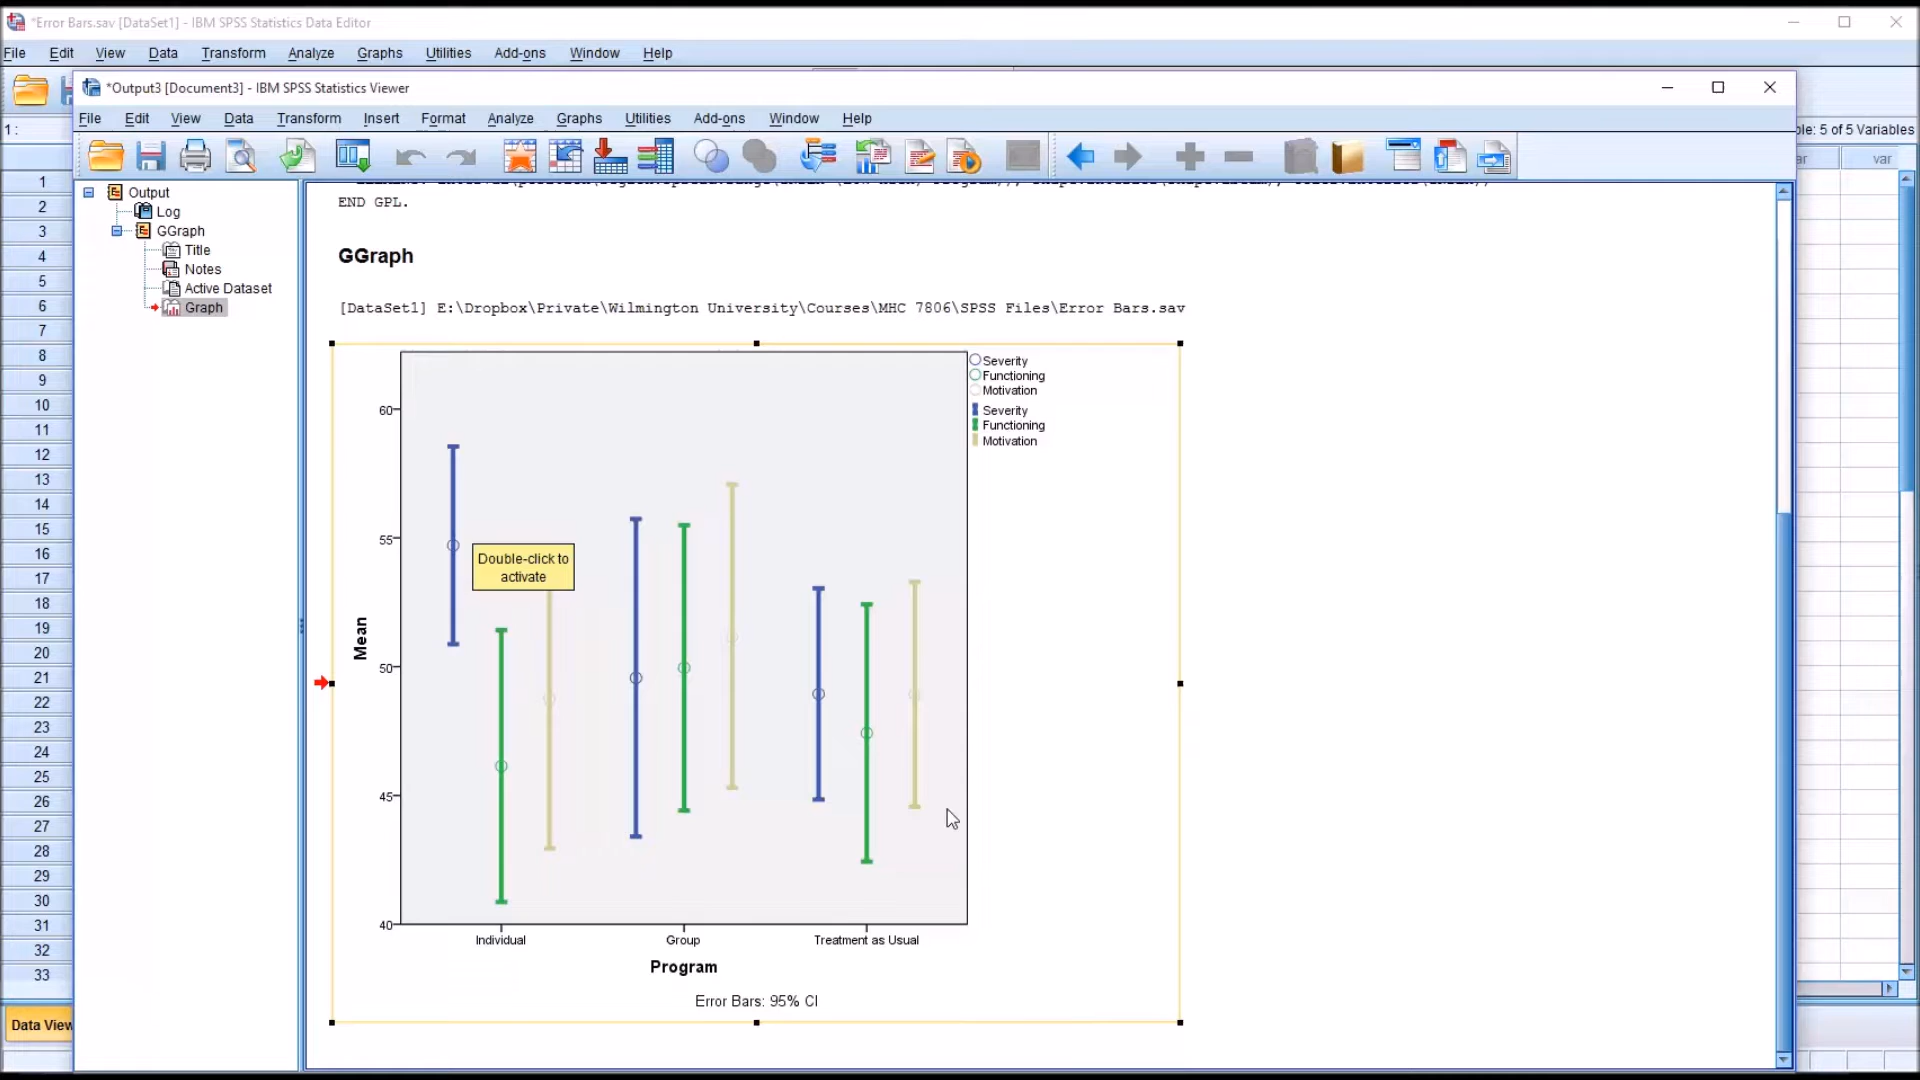 *Error Bars.sav [DataSet1] - IBM SPSS Statistics Data Editor
File Edit View Data Transform Analyze Graphs Utilities Add-ons Window Help
*Output3 [Document3] - IBM SPSS Statistics Viewer
File Edit View Data Transform Insert Format Analyze Graphs Utilities Add-ons Window Help
1 :
5 of 5 Variables
var
Output
Log
GGraph
Title
Notes
Active Dataset
Graph
1
2
3
4
5
6
7
8
9
10
11
12
13
14
15
16
17
18
19
20
21
22
23
24
25
26
27
28
29
30
31
32
33
Data View
END GPL.
GGraph
[DataSet1] E:\Dropbox\Private\Wilmington University\Courses\MHC 7806\SPSS Files\Error Bars.sav
Severity
Functioning
Motivation
Severity
Functioning
Motivation
60
55
50
45
40
Mean
Double-click to
activate
Individual Group Treatment as Usual
Program
Error Bars: 95% CI